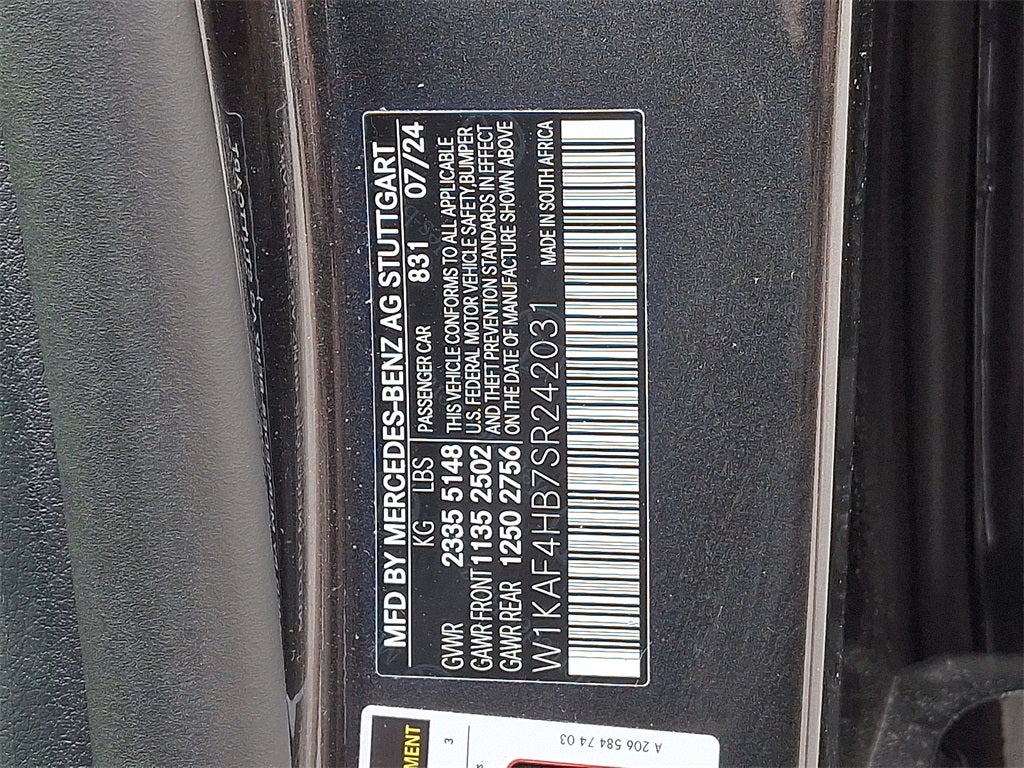 MFD BY MERCEDES-BENZ AG STUTTGART
KG LBS PASSENGER CAR 831 07/24
GVWR 2335 5148 THIS VEHICLE CONFORMS TO ALL APPLICABLE
GAWR FRONT 1135 2502 U.S. FEDERAL MOTOR VEHICLE SAFETY, BUMPER
GAWR REAR 1250 2756 AND THEFT PREVENTION STANDARDS IN EFFECT
ON THE DATE OF MANUFACTURE SHOWN ABOVE
W1KAF4HB7SR242031 MADE IN SOUTH AFRICA
3
A 206 584 74 03